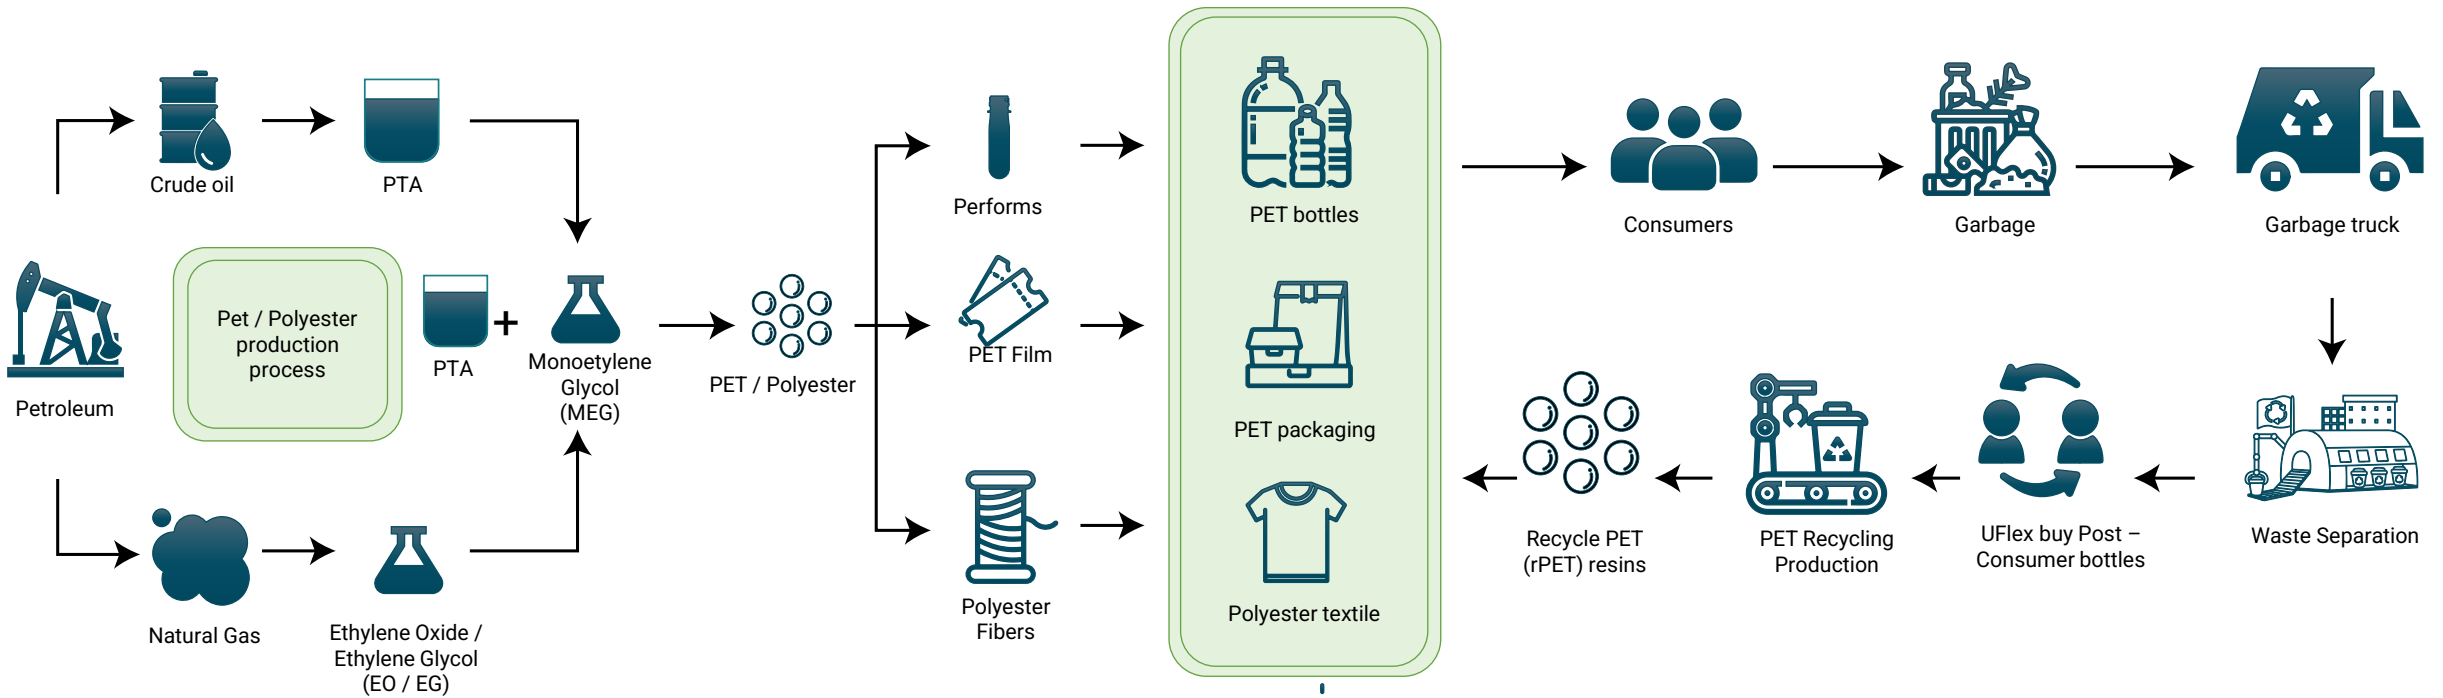 Crude oil
PTA
Petroleum
Pet / Polyester
production
process
PTA
+
Monoetylene
Glycol
(MEG)
Natural Gas
Ethylene Oxide /
Ethylene Glycol
(EO / EG)
PET / Polyester
Performs
PET Film
Polyester
Fibers
PET bottles
PET packaging
Polyester textile
Consumers
Garbage
Garbage truck
Waste Separation
UFlex buy Post –
Consumer bottles
PET Recycling
Production
Recycle PET
(rPET) resins